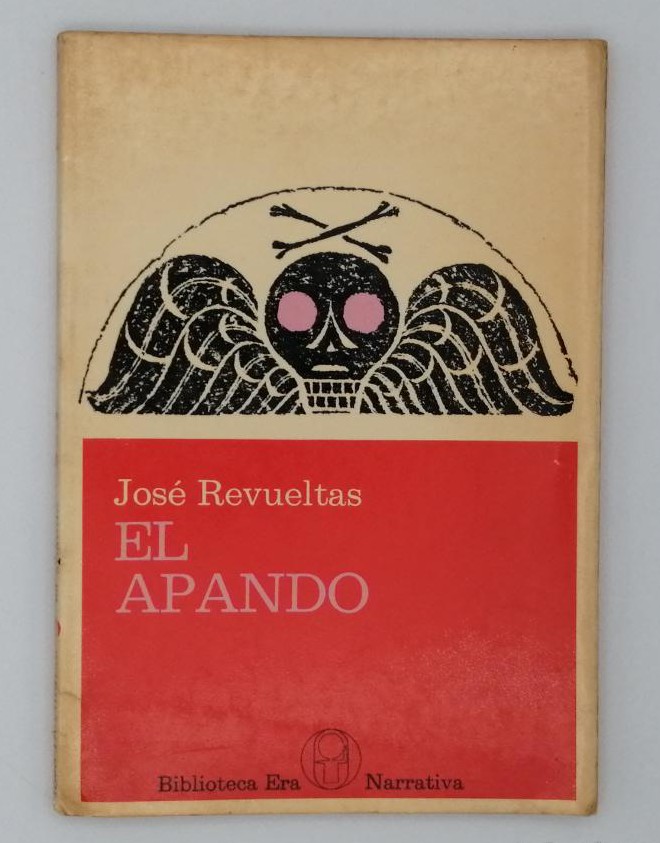 José Revueltas
EL
APANDO
Biblioteca Era Narrativa